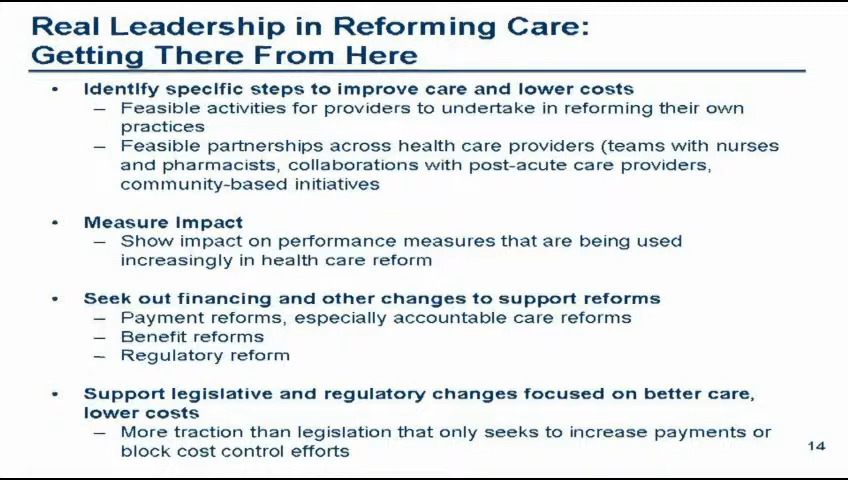 Real Leadership in Reforming Care:
Getting There From Here
• Identify specific steps to improve care and lower costs
– Feasible activities for providers to undertake in reforming their own
practices
– Feasible partnerships across health care providers (teams with nurses
and pharmacists, collaborations with post-acute care providers,
community-based initiatives
• Measure Impact
– Show impact on performance measures that are being used
increasingly in health care reform
• Seek out financing and other changes to support reforms
– Payment reforms, especially accountable care reforms
– Benefit reforms
– Regulatory reform
• Support legislative and regulatory changes focused on better care,
lower costs
– More traction than legislation that only seeks to increase payments or
block cost control efforts
14